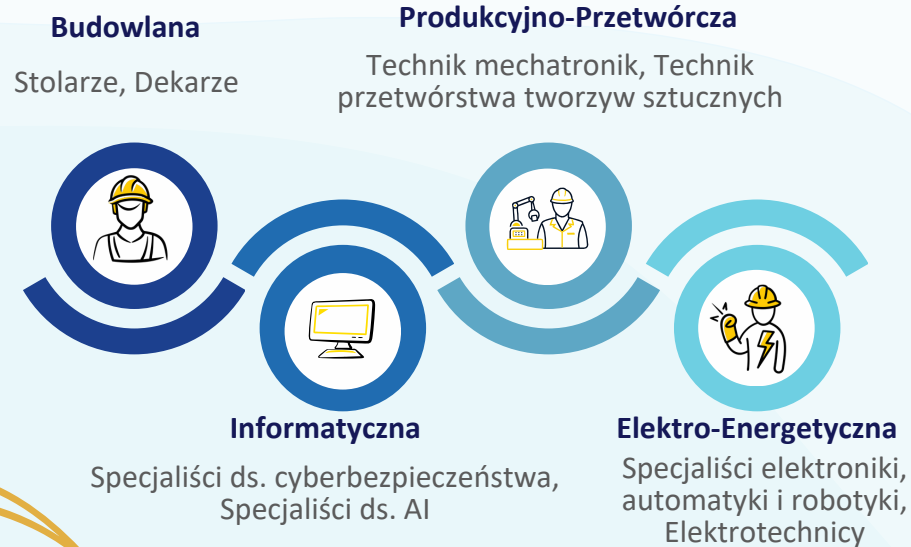 Budowlana
Stolarze, Dekarze
Produkcyjno-Przetwórcza
Technik mechatronik, Technik
przetwórstwa tworzyw sztucznych
Informatyczna
Specjaliści ds. cyberbezpieczeństwa,
Specjaliści ds. AI
Elektro-Energetyczna
Specjaliści elektroniki,
automatyki i robotyki,
Elektrotechnicy